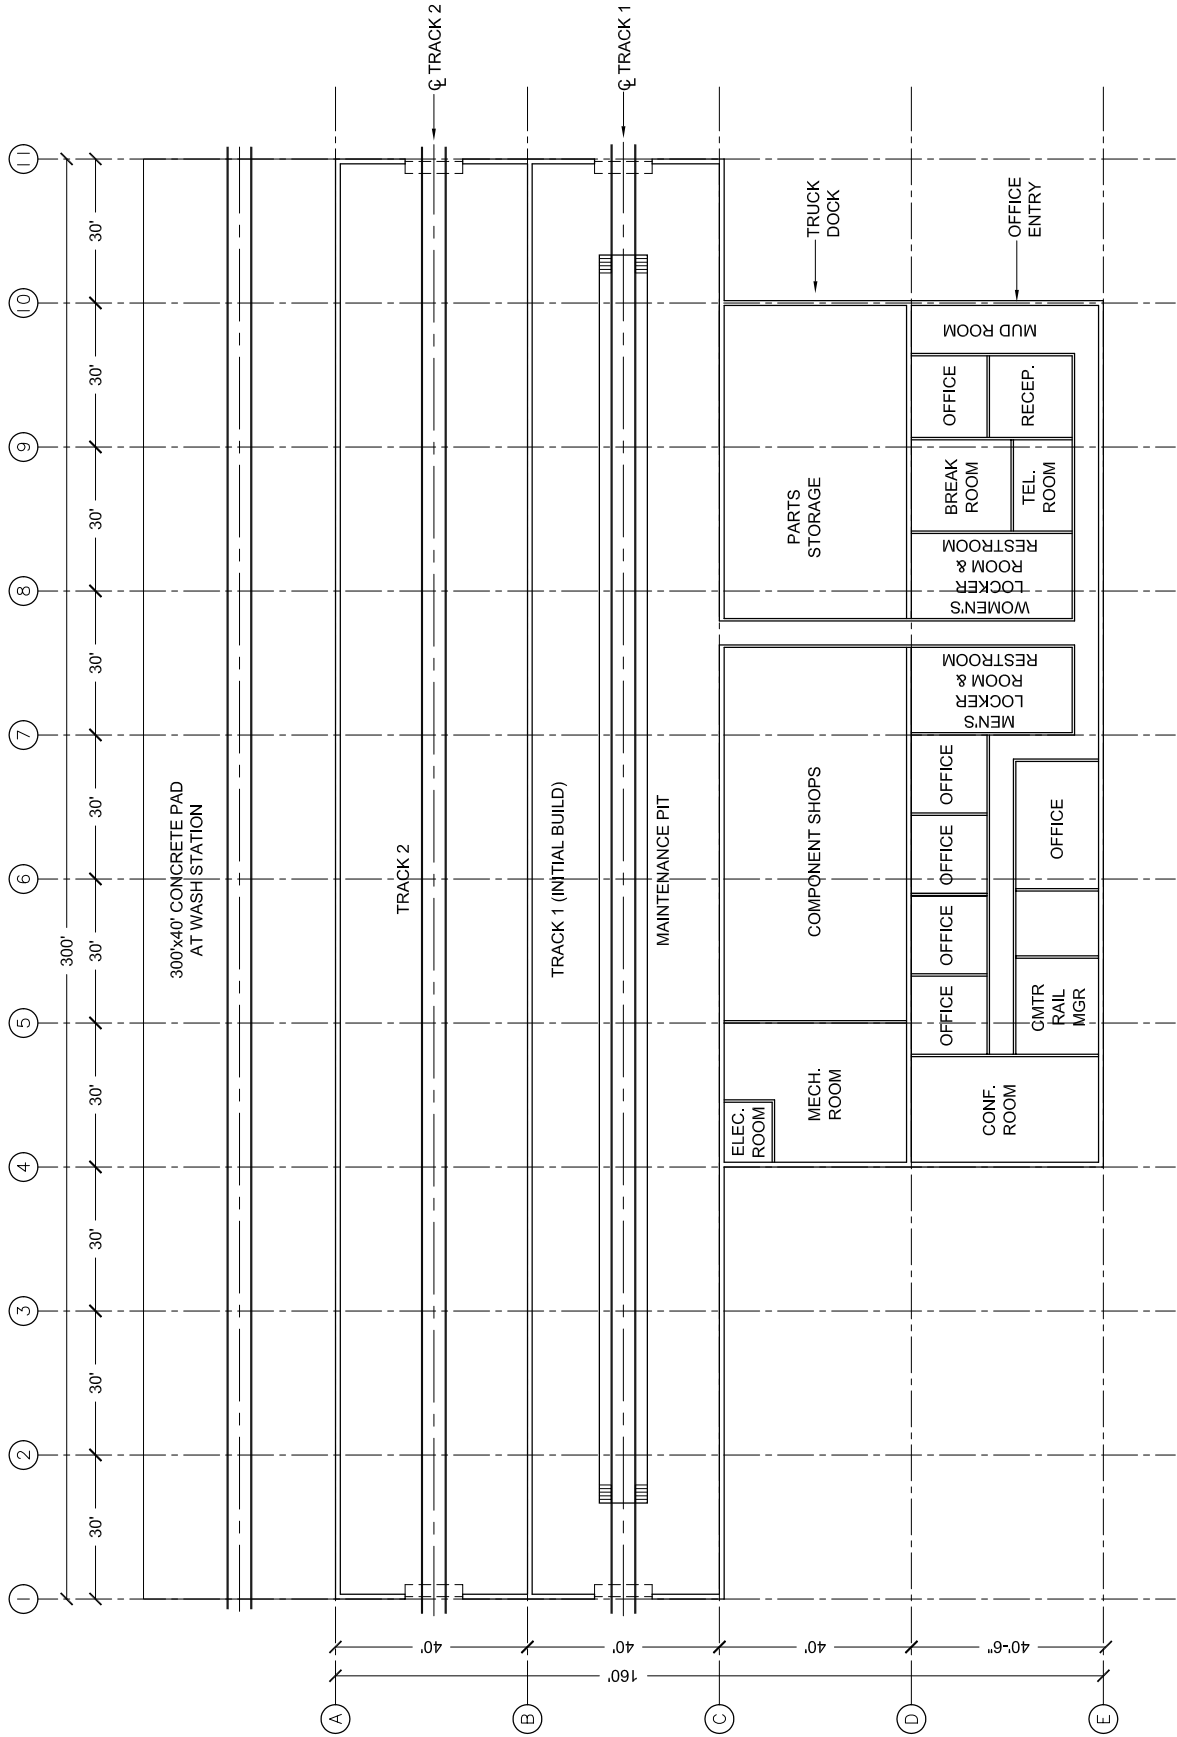 1
2
3
4
5
6
7
8
9
10
11
300'
30'
30'
30'
30'
30'
30'
30'
30'
30'
30'
300'x40' CONCRETE PAD
AT WASH STATION
A
B
C
D
E
40'
40'
40'
40'-6"
160'
TRACK 2
℄ TRACK 2
TRACK 1 (INITIAL BUILD)
℄ TRACK 1
MAINTENANCE PIT
ELEC.
ROOM
MECH.
ROOM
COMPONENT SHOPS
PARTS
STORAGE
TRUCK
DOCK
CONF.
ROOM
OFFICE
OFFICE
OFFICE
OFFICE
CMTR
RAIL
MGR
OFFICE
MEN'S
LOCKER
ROOM &
RESTROOM
WOMEN'S
LOCKER
ROOM &
RESTROOM
BREAK
ROOM
TEL.
ROOM
OFFICE
RECEP.
MUD ROOM
OFFICE
ENTRY